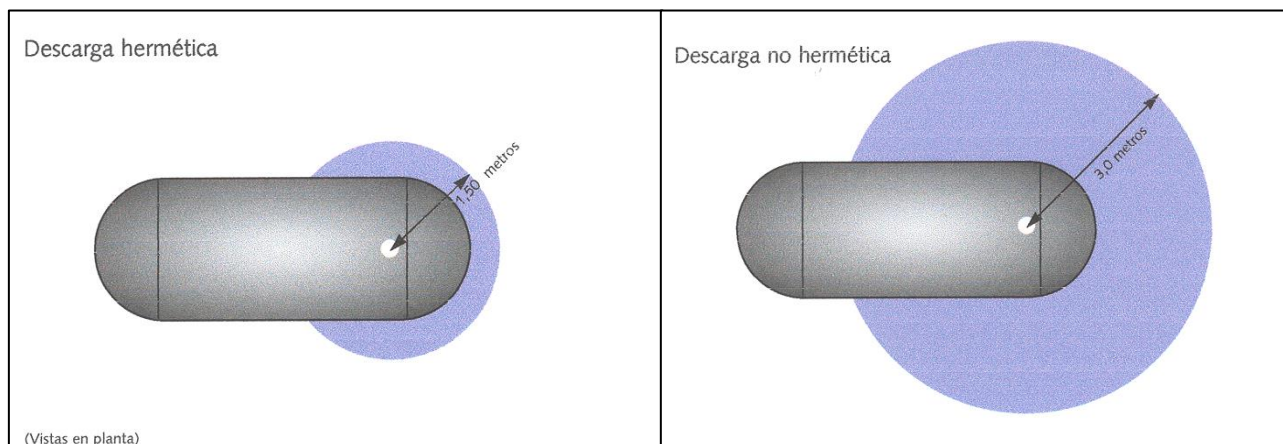 Descarga hermética
1,50 metros
(Vistas en planta)
Descarga no hermética
3,0 metros